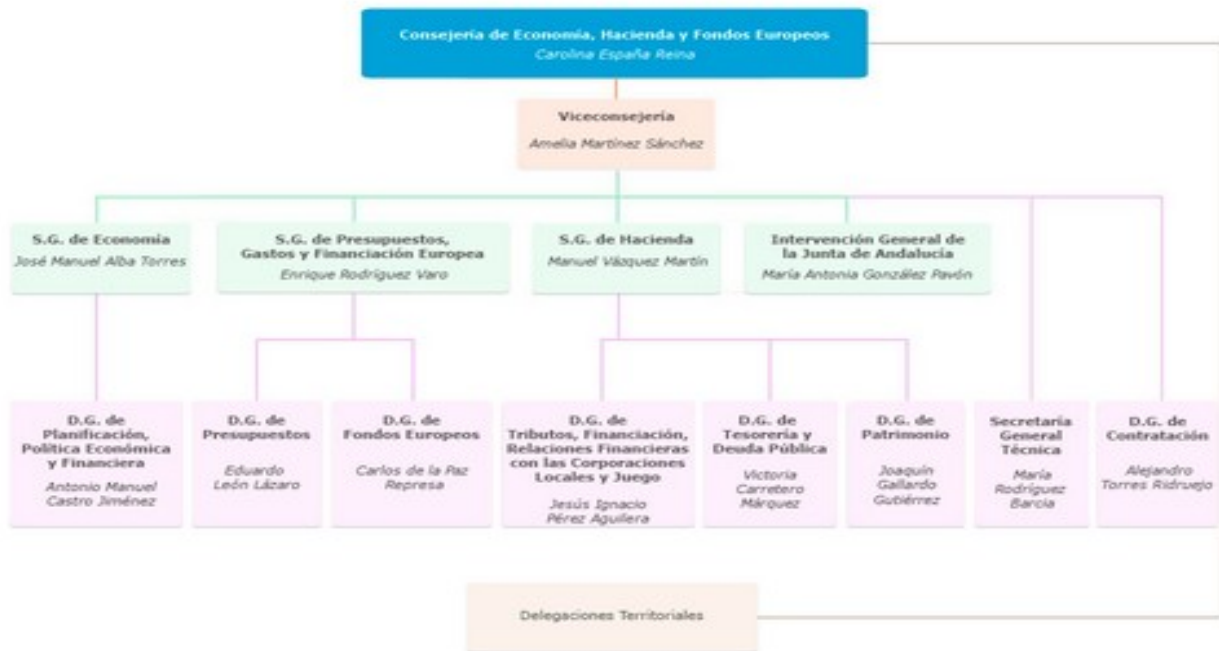 Consejería de Economía, Hacienda y Fondos Europeos
Carolina España Reina
Viceconsejería
Amelia Martínez Sánchez
S.G. de Economía
José Manuel Alba Torres
S.G. de Presupuestos,
Gastos y Financiación Europea
Enrique Rodríguez Varo
S.G. de Hacienda
Manuel Vázquez Martín
Intervención General de
la Junta de Andalucía
María Antonia González Pavón
D.G. de
Planificación,
Política Económica
y Financiera
Antonio Manuel
Castro Jiménez
D.G. de
Presupuestos
Eduardo
León Lázaro
D.G. de
Fondos Europeos
Carlos de la Paz
Represa
D.G. de
Tributos, Financiación,
Relaciones Financieras
con las Corporaciones
Locales y Juego
Jesús Ignacio
Pérez Aguilera
D.G. de
Tesorería y
Deuda Pública
Victoria
Carretero
Márquez
D.G. de
Patrimonio
Joaquín
Gallardo
Gutiérrez
Secretaría
General
Técnica
María
Rodríguez
Barcia
D.G. de
Contratación
Alejandro
Torres Ridruejo
Delegaciones Territoriales